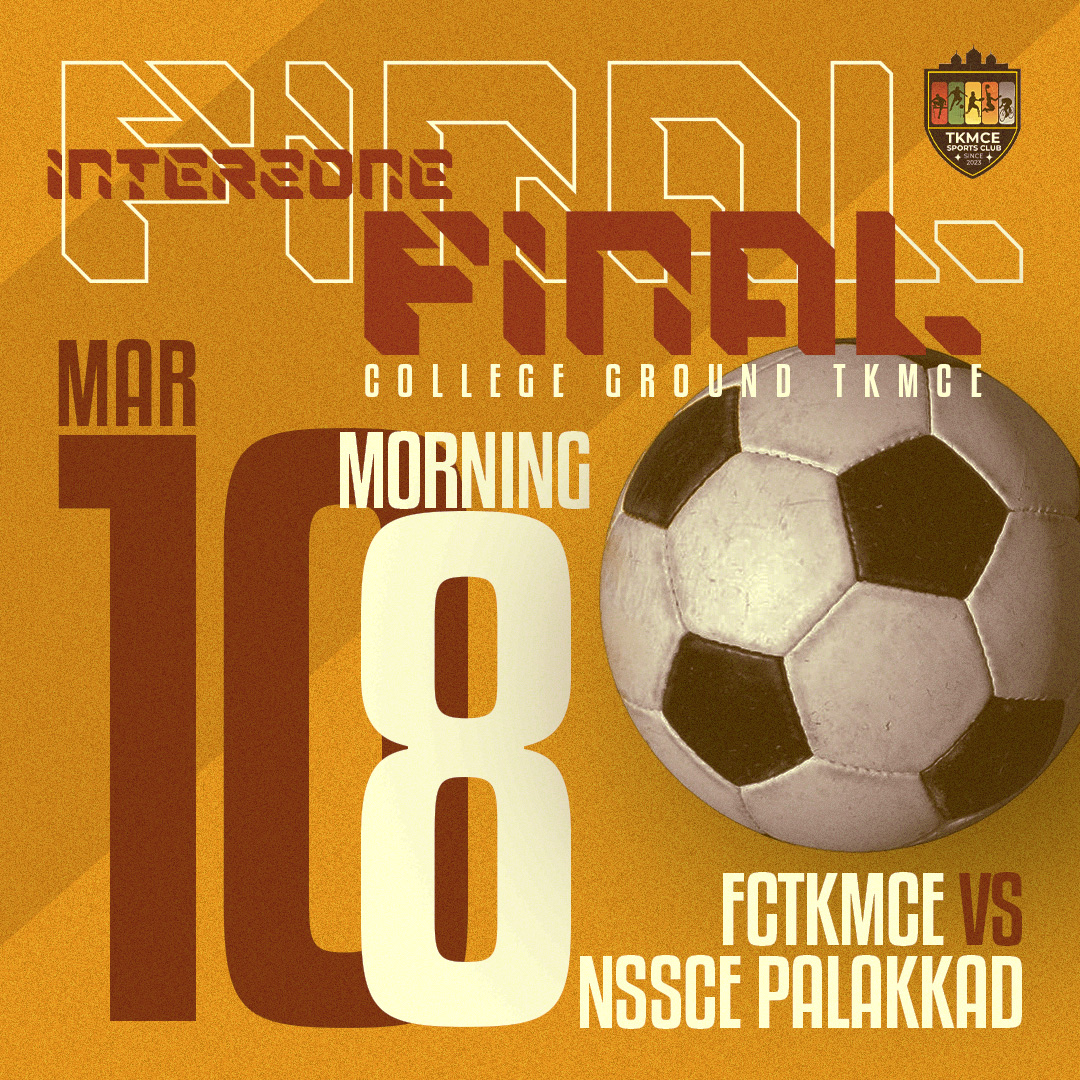 FINAL
INTERZONE
FINAL
COLLEGE GROUND TKMCE
TKMCE
SPORTS CLUB
SINCE
2023
MAR
10
MORNING
8
FCTKMCE VS
NSSCE PALAKKAD